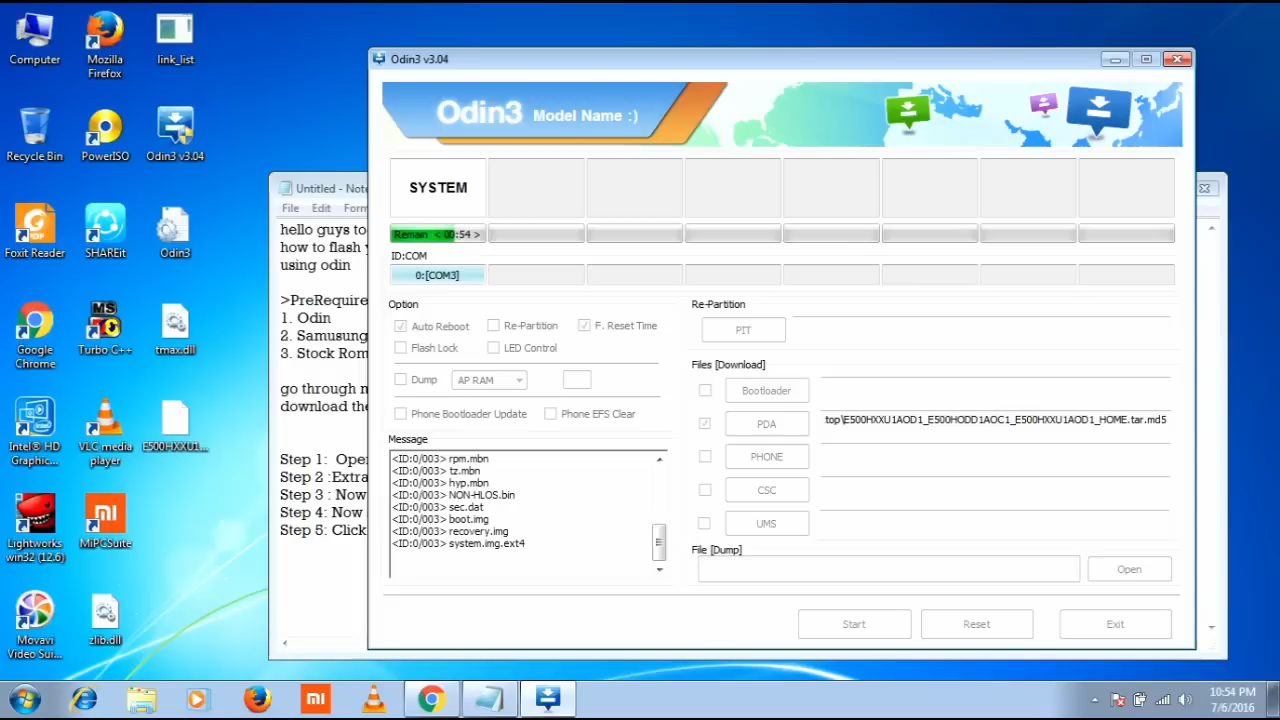 Computer
Mozilla
Firefox
link_list
Recycle Bin
PowerISO
Odin3 v3.04
Foxit Reader
SHAREit
Odin3
Google
Chrome
Turbo C++
tmax.dll
Intel® HD
Graphic...
VLC media
player
E500HXXU1...
Lightworks
win32 (12.6)
MiPCSuite
Movavi
Video Sui...
zlib.dll
Untitled - Note
File Edit Form
hello guys to
how to flash y
using odin
>PreRequire
1. Odin
2. Samusung
3. Stock Rom
go through m
download the
Step 1: Open
Step 2 :Extra
Step 3 : Now
Step 4: Now
Step 5: Click
Odin3 v3.04
Odin3 Model Name :)
SYSTEM
Remain < 00:54 >
ID:COM
0:[COM3]
Option
Auto Reboot Re-Partition F. Reset Time
Flash Lock LED Control
Dump AP RAM
Phone Bootloader Update Phone EFS Clear
Message
<ID:0/003> rpm.mbn
<ID:0/003> tz.mbn
<ID:0/003> hyp.mbn
<ID:0/003> NON-HLOS.bin
<ID:0/003> sec.dat
<ID:0/003> boot.img
<ID:0/003> recovery.img
<ID:0/003> system.img.ext4
Re-Partition
PIT
Files [Download]
Bootloader
PDA top\E500HXXU1AOD1_E500HODD1AOC1_E500HXXU1AOD1_HOME.tar.md5
PHONE
CSC
UMS
File [Dump]
Open
Start Reset Exit
10:54 PM
7/6/2016